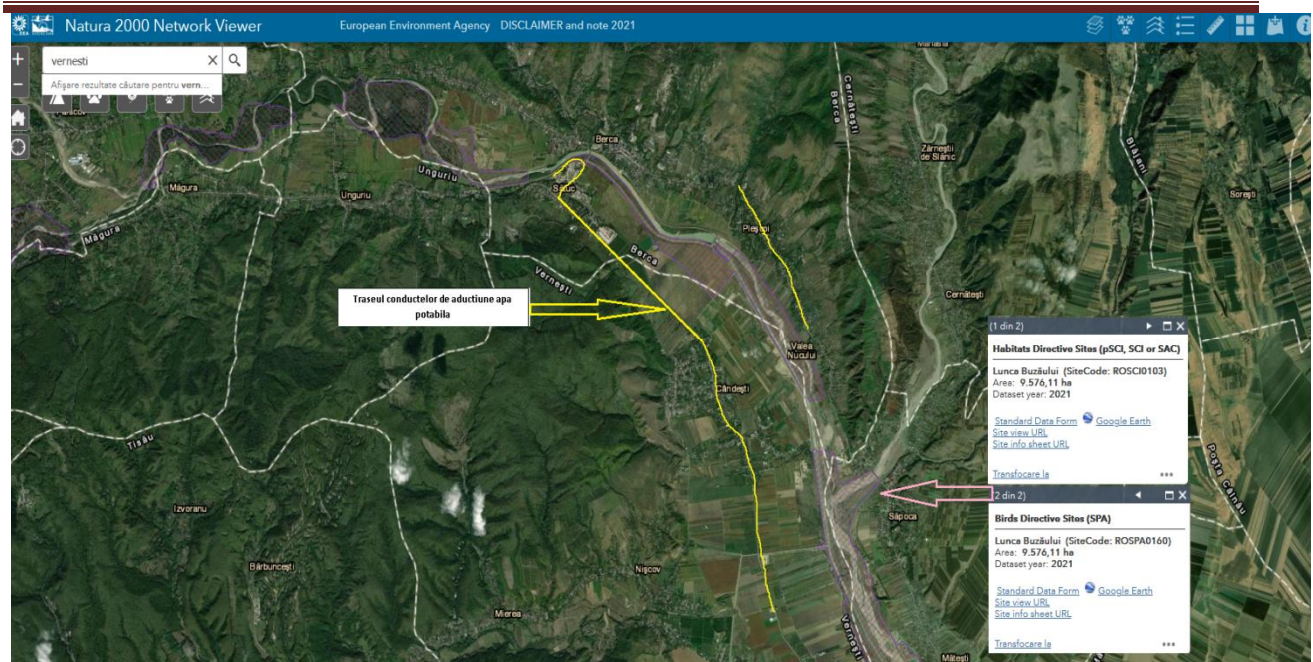 Natura 2000 Network Viewer
European Environment Agency DISCLAIMER and note 2021
vernesti
Afișare rezultate căutare pentru vern...
Măgura
Unguriu
Unguriu
Măgura
Berca
Sătuc
Pleșcoi
Berca
Vernești
Cernătești
Berca
Zărnești
de Slănic
Blăjani
Sorești
Cernătești
Traseul conductelor de aductiune apa
potabila
Valea
Nucului
Cândești
Tisău
Izvoranu
Bărbuncești
Nișcov
Mierea
Săpoca
Vernești
Mătești
Poșta Câlnău
(1 din 2)
Habitats Directive Sites (pSCI, SCI or SAC)
Lunca Buzăului (SiteCode: ROSCI0103)
Area: 9.576,11 ha
Dataset year: 2021
Standard Data Form Google Earth
Site view URL
Site info sheet URL
Transfocare la
2 din 2)
Birds Directive Sites (SPA)
Lunca Buzăului (SiteCode: ROSPA0160)
Area: 9.576,11 ha
Dataset year: 2021
Standard Data Form Google Earth
Site view URL
Site info sheet URL
Transfocare la